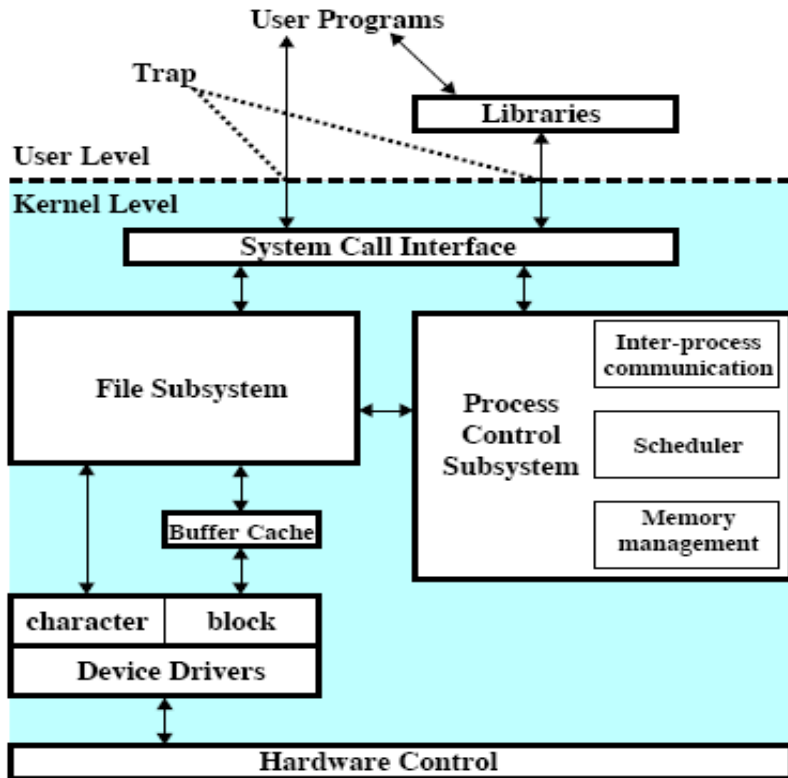 User Programs
Trap
Libraries
User Level
Kernel Level
System Call Interface
File Subsystem
Process
Control
Subsystem
Inter-process
communication
Scheduler
Memory
management
Buffer Cache
character
block
Device Drivers
Hardware Control